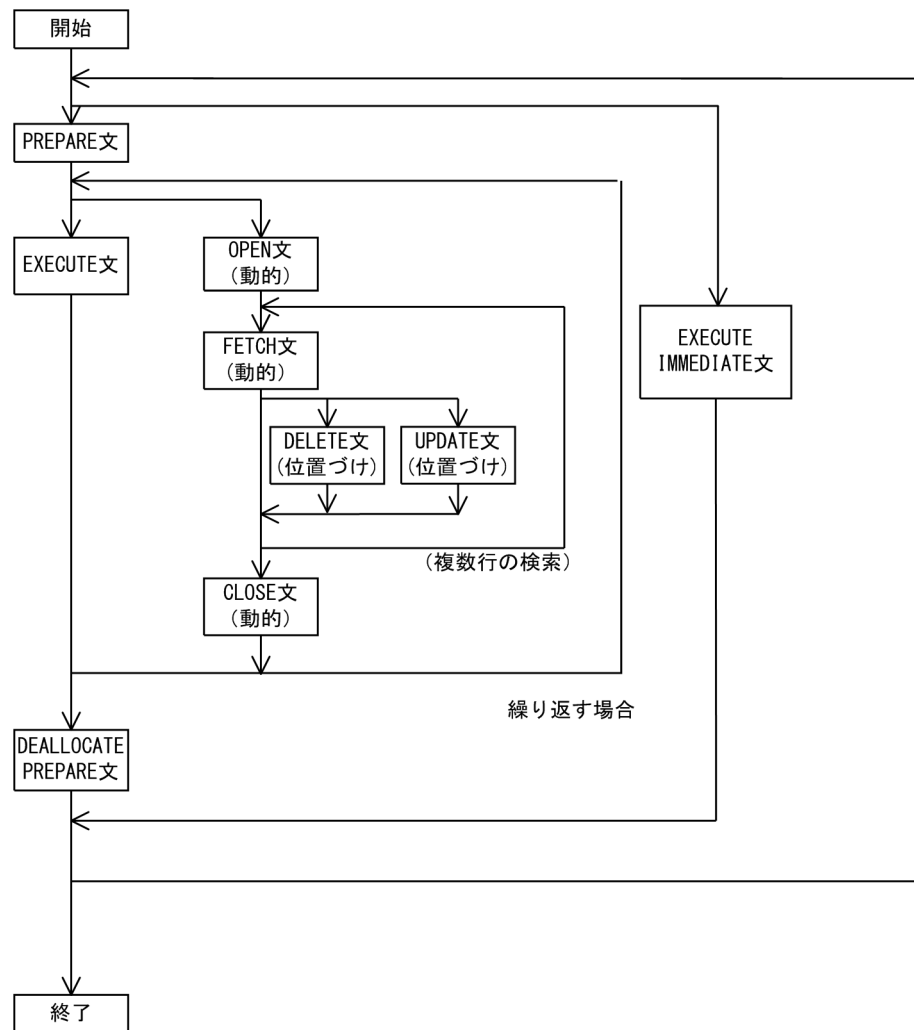 開始
PREPARE文
EXECUTE文
OPEN文
(動的)
FETCH文
(動的)
EXECUTE
IMMEDIATE文
DELETE文
(位置づけ)
UPDATE文
(位置づけ)
(複数行の検索)
CLOSE文
(動的)
繰り返す場合
DEALLOCATE
PREPARE文
終了